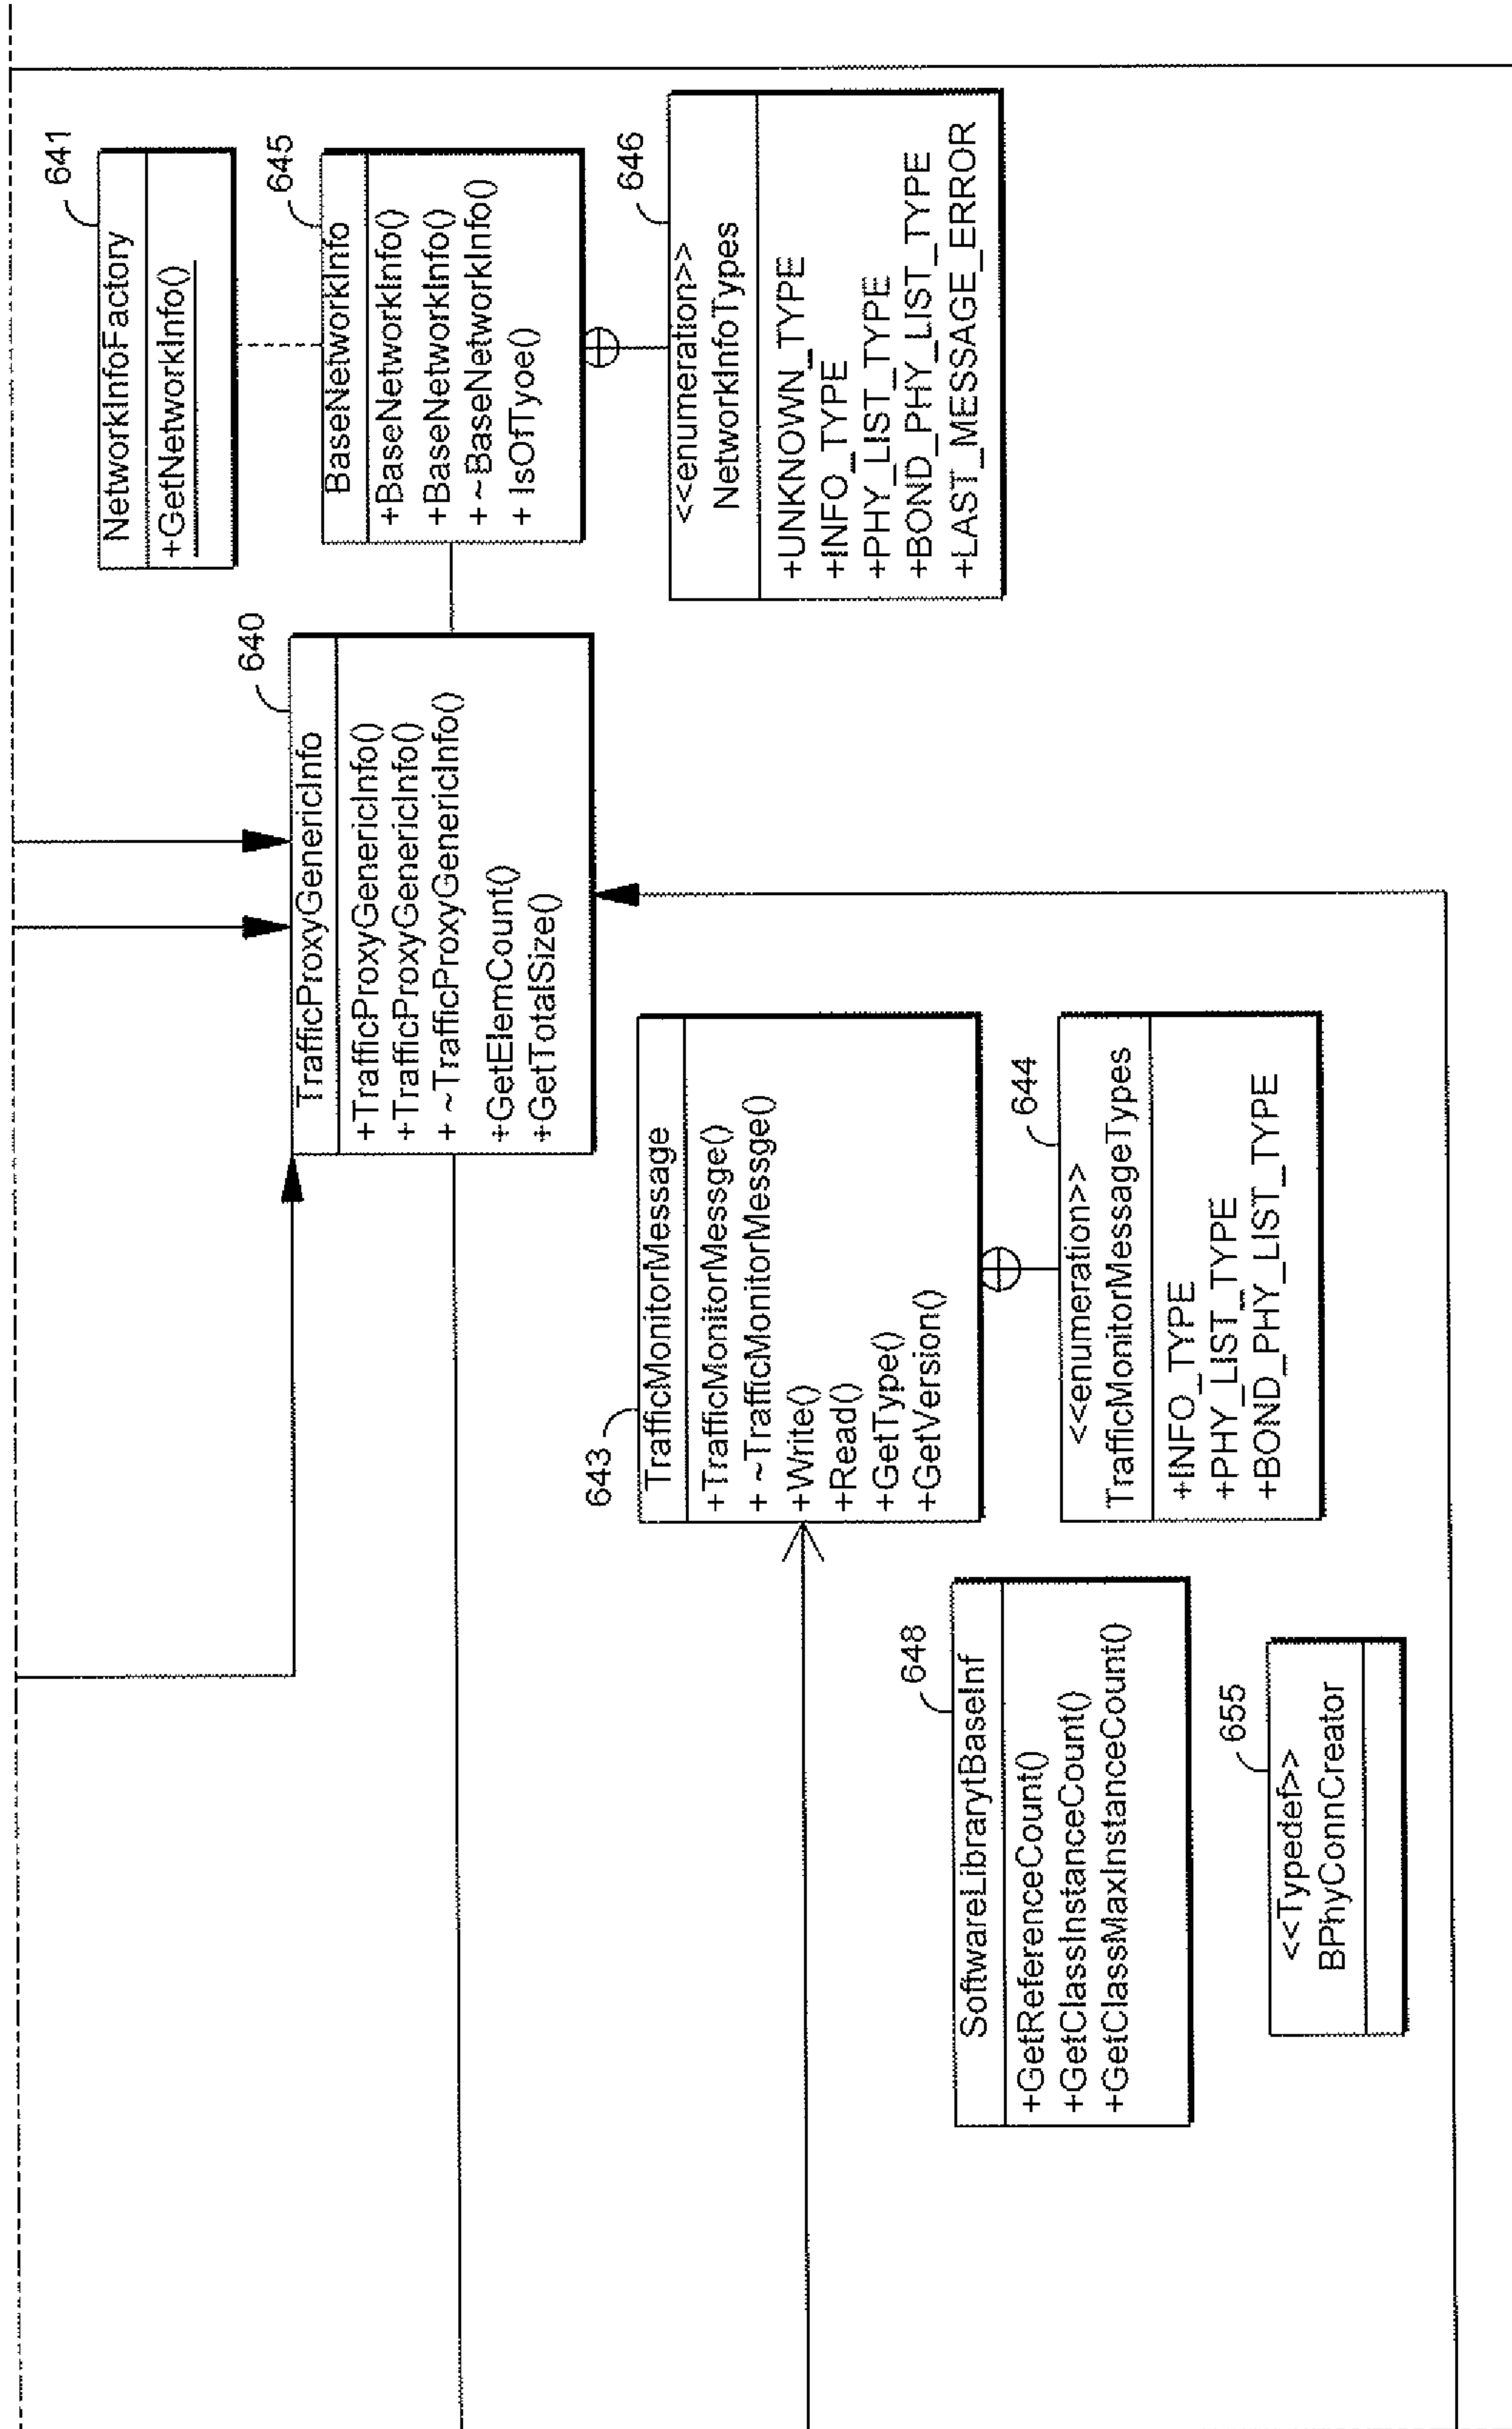 641
NetworkInfoFactory
+GetNetworkInfo()
645
BaseNetworkInfo
+BaseNetworkInfo()
+BaseNetworkInfo()
+ ~BaseNetworkInfo()
+ IsOfTyoe()
646
<<enumeration>>
NetworkInfoTypes
+UNKNOWN_TYPE
+INFO_TYPE
+PHY_LIST_TYPE
+BOND_PHY_LIST_TYPE
+LAST_MESSAGE_ERROR
640
TrafficProxyGenericInfo
+TrafficProxyGenericInfo()
+TrafficProxyGenericInfo()
+ ~TrafficProxyGenericInfo()
+GetElemCount()
+GetTotalSize()
643
TrafficMonitorMessage
+TrafficMonitorMessge()
+ ~TrafficMonitorMessge()
+Write()
+Read()
+GetType()
+GetVersion()
644
<<enumeration>>
TrafficMonitorMessageTypes
+INFO_TYPE
+PHY_LIST_TYPE
+BOND_PHY_LIST_TYPE
648
SoftwareLibrarytBaseInf
+GetReferenceCount()
+GetClassInstanceCount()
+GetClassMaxInstanceCount()
655
<<Typedef>>
BPhyConnCreator